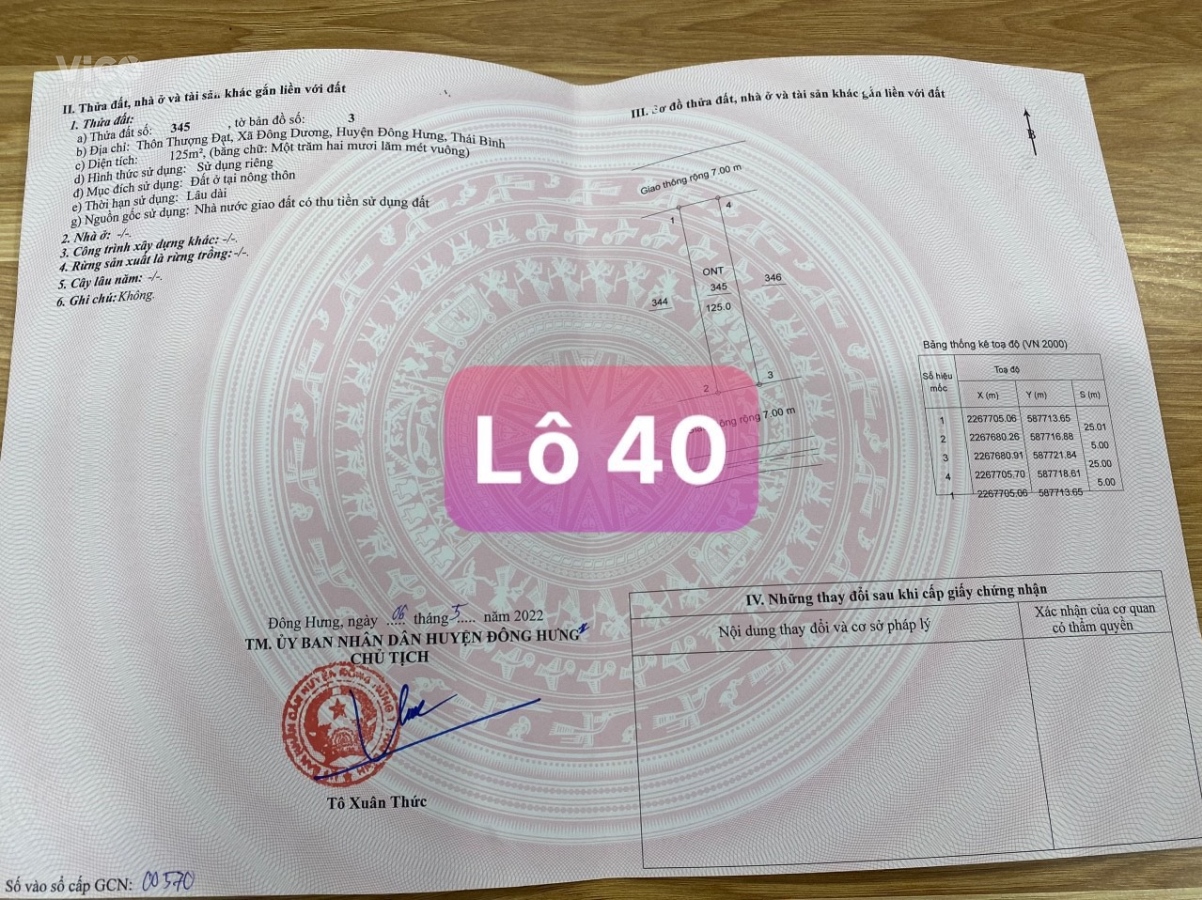 Vico
II. Thửa đất, nhà ở và tài sản khác gắn liền với đất
1. Thửa đất:
a) Thửa đất số: 345 , tờ bản đồ số: 3
b) Địa chỉ: Thôn Thượng Đạt, Xã Đông Dương, Huyện Đông Hưng, Thái Bình
c) Diện tích: 125m², (bằng chữ: Một trăm hai mươi lăm mét vuông)
d) Hình thức sử dụng: Sử dụng riêng
đ) Mục đích sử dụng: Đất ở tại nông thôn
e) Thời hạn sử dụng: Lâu dài
g) Nguồn gốc sử dụng: Nhà nước giao đất có thu tiền sử dụng đất
2. Nhà ở: -/-.
3. Công trình xây dựng khác: -/-.
4. Rừng sản xuất là rừng trồng: -/-.
5. Cây lâu năm: -/-.
6. Ghi chú: Không.
Đông Hưng, ngày 06 tháng 5 năm 2022
TM. ỦY BAN NHÂN DÂN HUYỆN ĐÔNG HƯNG
CHỦ TỊCH
Tô Xuân Thức
Số vào sổ cấp GCN: 00570
III. Sơ đồ thửa đất, nhà ở và tài sản khác gắn liền với đất
B
Giao thông rộng 7.00 m
1 4
ONT
345
125.0
344 346
2 3
ông rộng 7.00 m
Lô 40
Bảng thống kê toạ độ (VN 2000)
Số hiệu mốc Toạ độ
X (m) Y (m) S (m)
1 2267705.06 587713.65
25.01
2 2267680.26 587716.88
5.00
3 2267680.91 587721.84
25.00
4 2267705.70 587718.61
5.00
1 2267705.06 587713.65
IV. Những thay đổi sau khi cấp giấy chứng nhận
Nội dung thay đổi và cơ sở pháp lý
Xác nhận của cơ quan
có thẩm quyền